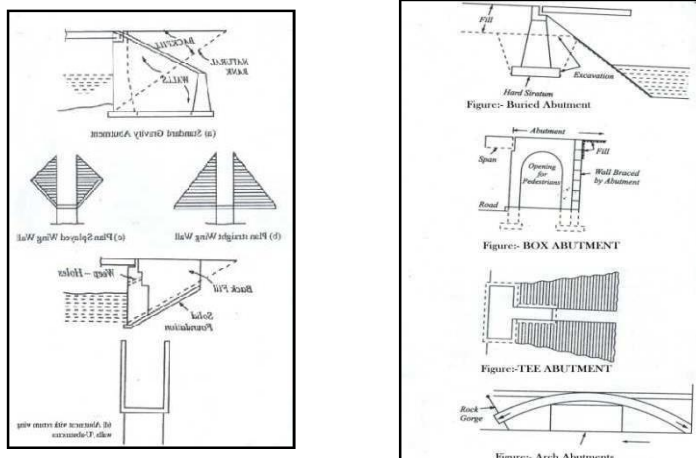 BACKFILL
NATURAL
BANK
WALLS
(a) Standard Gravity Abutment
(c) Plan Splayed Wing Wall
(b) Plan straight Wing
Wall
Weep - Holes
Back Fill
Solid
Foundation
(d) Abutment with return wing
walls 'U'abutments
Fill
Excavation
Hard Stratum
Figure:- Buried Abutment
Abutment
Span
Fill
Opening
for
Pedestrians
Wall Braced
by Abutment
Road
Figure:- BOX ABUTMENT
Figure:-TEE ABUTMENT
Rock
Gorge
Figure:- Arch Abutments